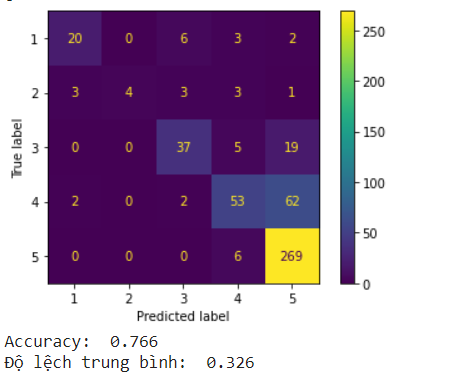 1 20 0 6 3 2
2 3 4 3 3 1
3 0 0 37 5 19
4 2 0 2 53 62
5 0 0 0 6 269
1 2 3 4 5
True label
Predicted label
250
200
150
100
50
0
Accuracy: 0.766
Độ lệch trung bình: 0.326